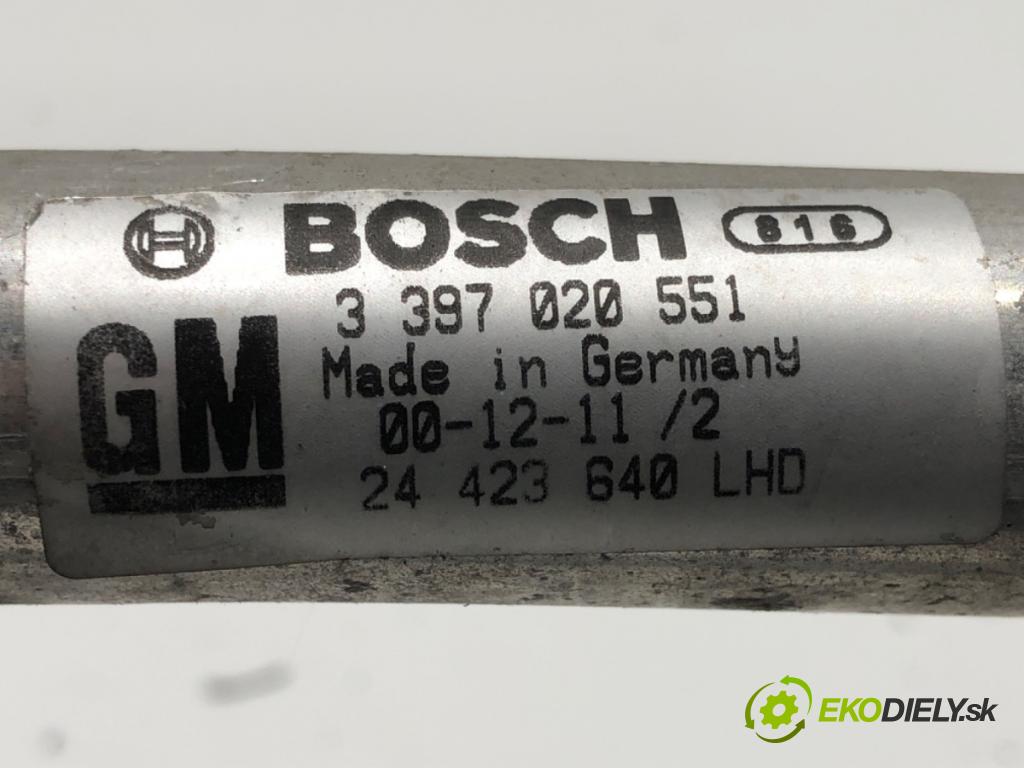 BOSCH 816
3 397 020 551
GM
Made in Germany
00-12-11 /2
24 423 640 LHD
EKODIELY.sk